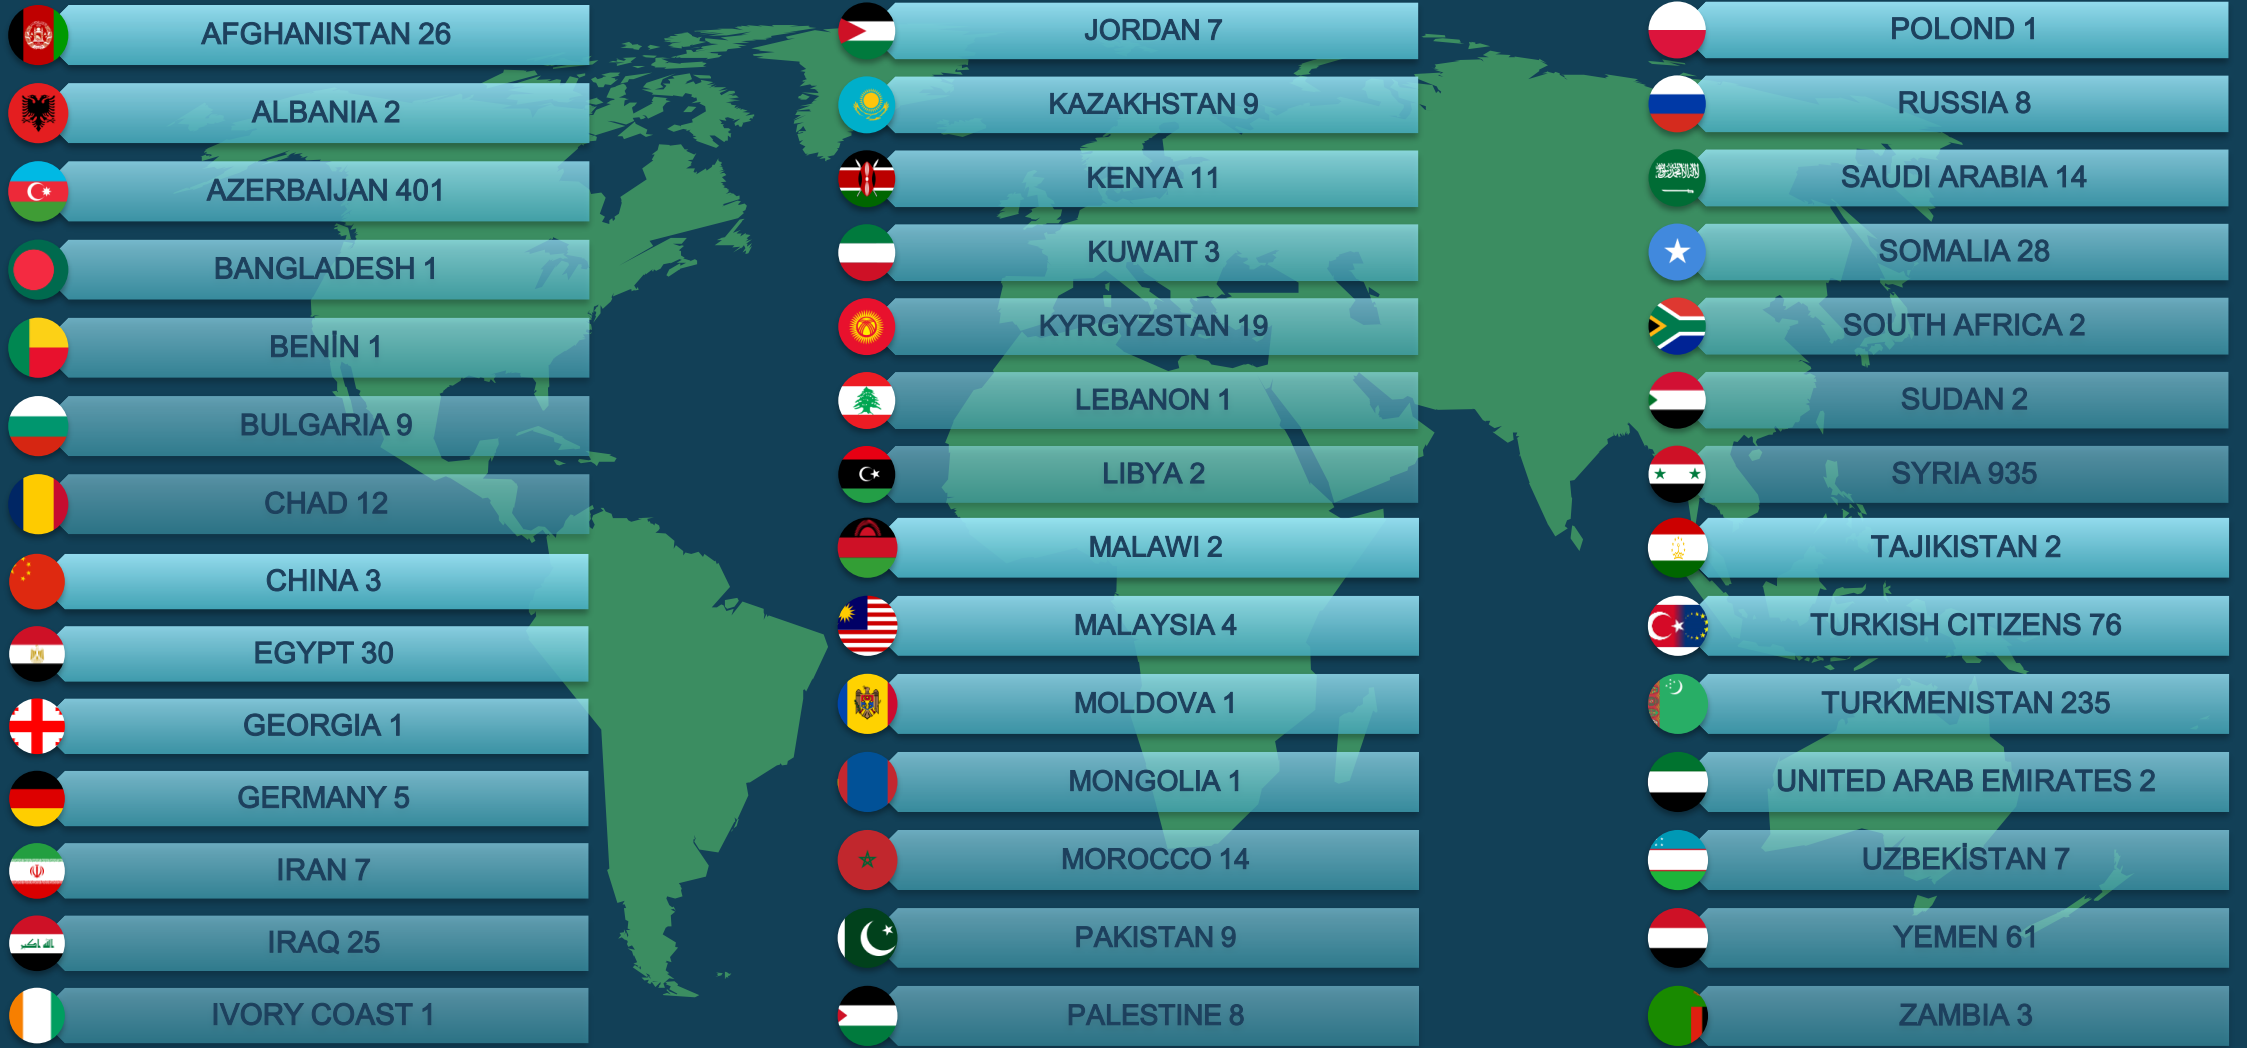 AFGHANISTAN 26
ALBANIA 2
AZERBAIJAN 401
BANGLADESH 1
BENİN 1
BULGARIA 9
CHAD 12
CHINA 3
EGYPT 30
GEORGIA 1
GERMANY 5
IRAN 7
IRAQ 25
IVORY COAST 1
JORDAN 7
KAZAKHSTAN 9
KENYA 11
KUWAIT 3
KYRGYZSTAN 19
LEBANON 1
LIBYA 2
MALAWI 2
MALAYSIA 4
MOLDOVA 1
MONGOLIA 1
MOROCCO 14
PAKISTAN 9
PALESTINE 8
POLOND 1
RUSSIA 8
SAUDI ARABIA 14
SOMALIA 28
SOUTH AFRICA 2
SUDAN 2
SYRIA 935
TAJIKISTAN 2
TURKISH CITIZENS 76
TURKMENISTAN 235
UNITED ARAB EMIRATES 2
UZBEKİSTAN 7
YEMEN 61
ZAMBIA 3